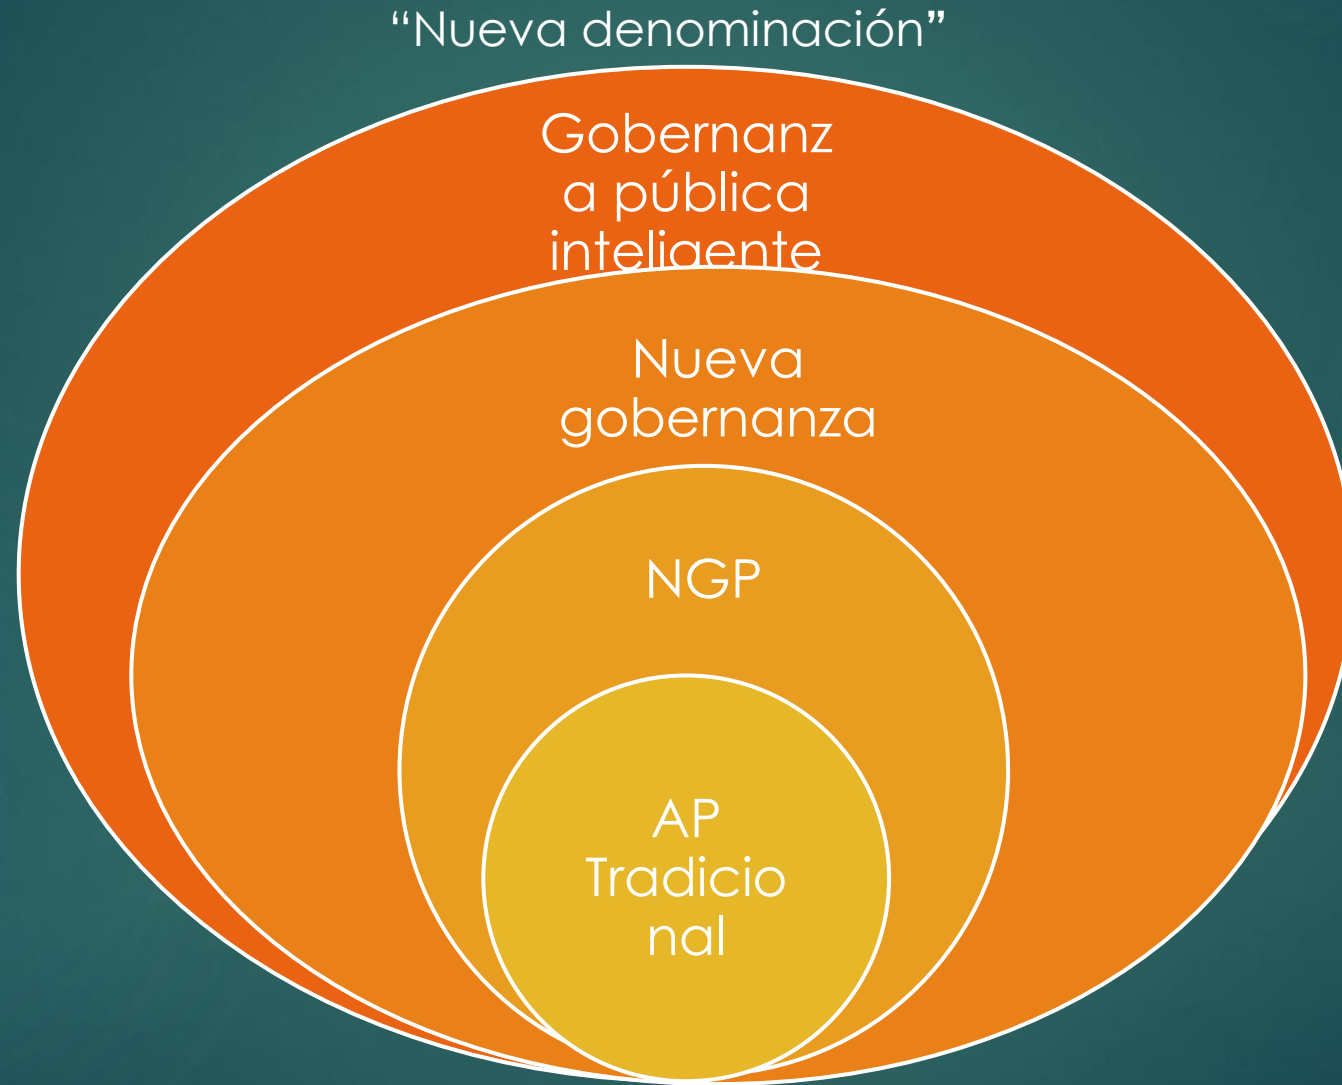 “Nueva denominación”
Gobernanz
a pública
inteligente
Nueva
gobernanza
NGP
AP
Tradicio
nal